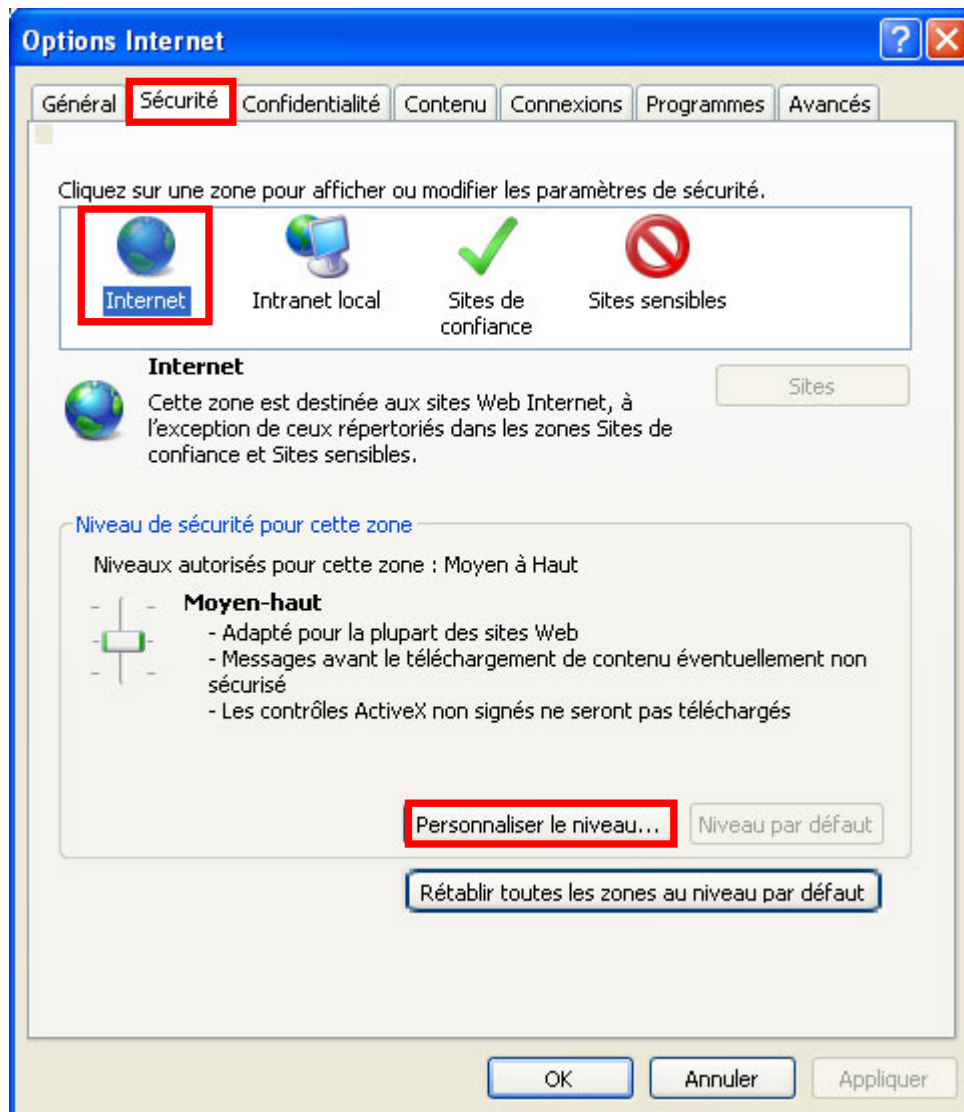 Options Internet
Général Sécurité Confidentialité Contenu Connexions Programmes Avancés
Cliquez sur une zone pour afficher ou modifier les paramètres de sécurité.
Internet
Intranet local
Sites de
confiance
Sites sensibles
Internet
Sites
Cette zone est destinée aux sites Web Internet, à
l'exception de ceux répertoriés dans les zones Sites de
confiance et Sites sensibles.
Niveau de sécurité pour cette zone
Niveaux autorisés pour cette zone : Moyen à Haut
Moyen-haut
- Adapté pour la plupart des sites Web
- Messages avant le téléchargement de contenu éventuellement non
sécurisé
- Les contrôles ActiveX non signés ne seront pas téléchargés
Personnaliser le niveau... Niveau par défaut
Rétablir toutes les zones au niveau par défaut
OK Annuler Appliquer